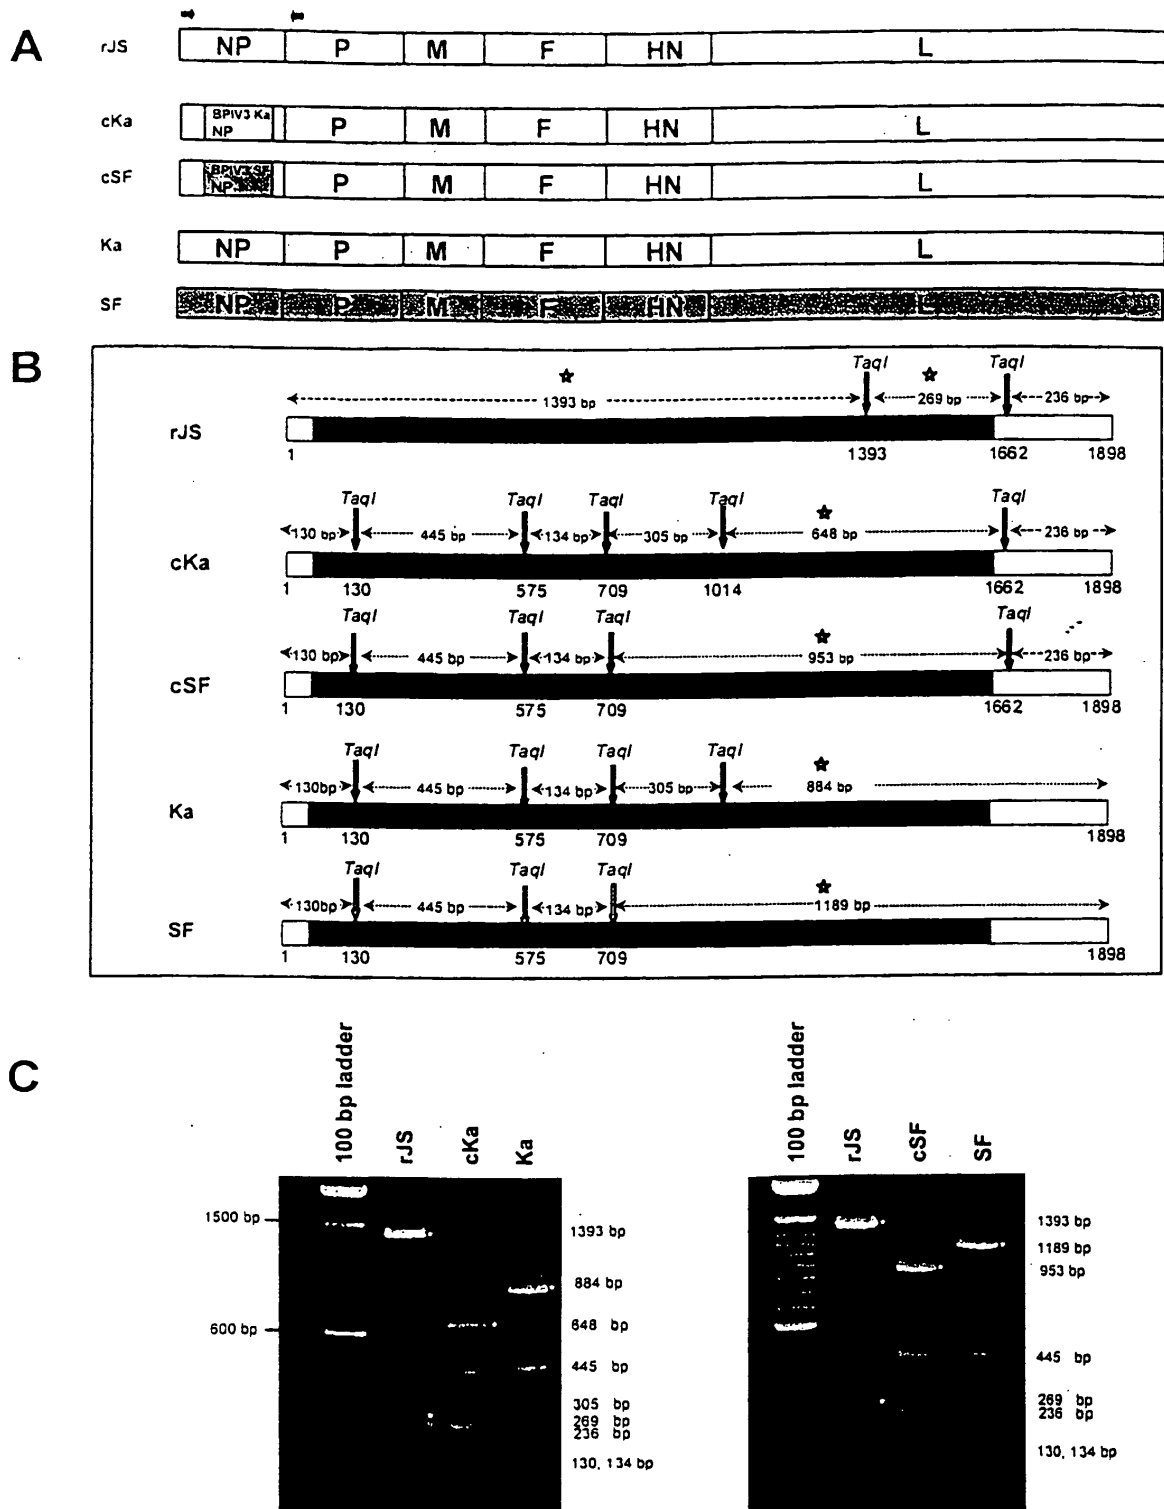 A
rJS NP P M F HN L
cKa BPIV3 Ka NP P M F HN L
cSF BPIV3 SF NP P M F HN L
Ka NP P M F HN L
SF NP P M F HN L
B
TaqI TaqI
1393 bp 269 bp 236 bp
rJS
1 1393 1662 1898
TaqI TaqI TaqI TaqI TaqI
130 bp 445 bp 134 bp 305 bp 648 bp 236 bp
cKa
1 130 575 709 1014 1662 1898
TaqI TaqI TaqI TaqI
130 bp 445 bp 134 bp 953 bp 236 bp
cSF
1 130 575 709 1662 1898
TaqI TaqI TaqI TaqI
130bp 445 bp 134 bp 305 bp 884 bp
Ka
1 130 575 709 1898
TaqI TaqI TaqI
130bp 445 bp 134 bp 1189 bp
SF
1 130 575 709 1898
C
100 bp ladder rJS cKa Ka
1500 bp
600 bp
1393 bp
884 bp
648 bp
445 bp
305 bp
269 bp
236 bp
130, 134 bp
100 bp ladder rJS cSF SF
1393 bp
1189 bp
953 bp
445 bp
269 bp
236 bp
130, 134 bp